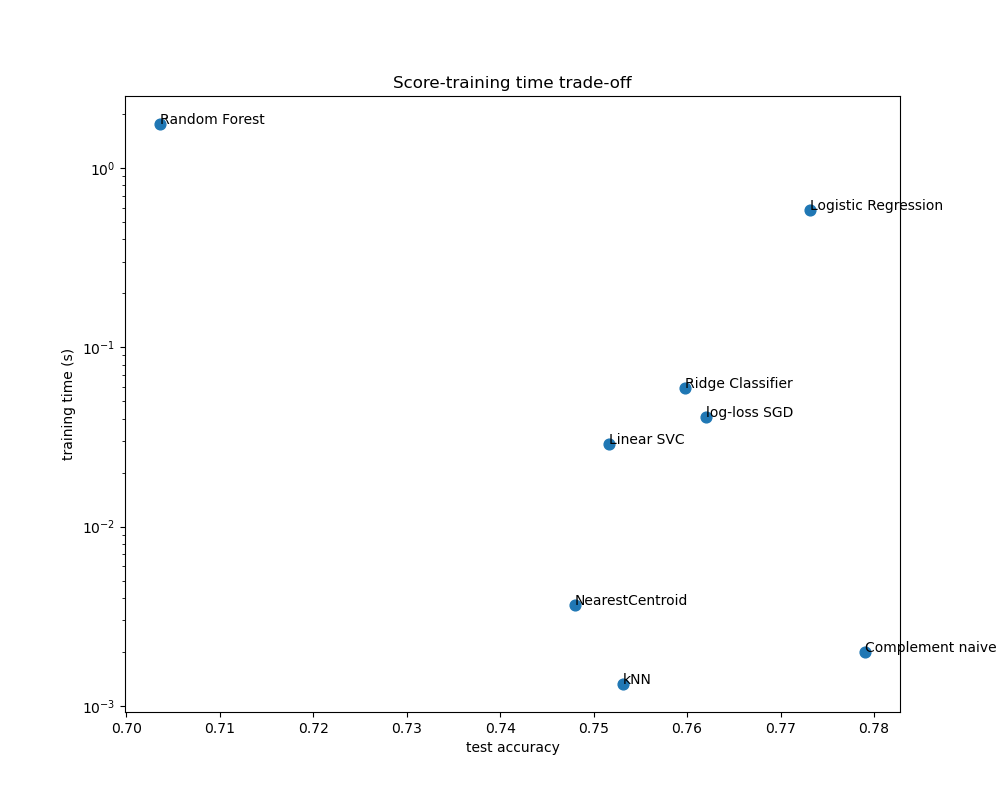 Score-training time trade-off
Random Forest
10⁰
Logistic Regression
training time (s)
10⁻¹
Ridge Classifier
log-loss SGD
Linear SVC
10⁻²
NearestCentroid
Complement naive
kNN
10⁻³
0.70 0.71 0.72 0.73 0.74 0.75 0.76 0.77 0.78
test accuracy